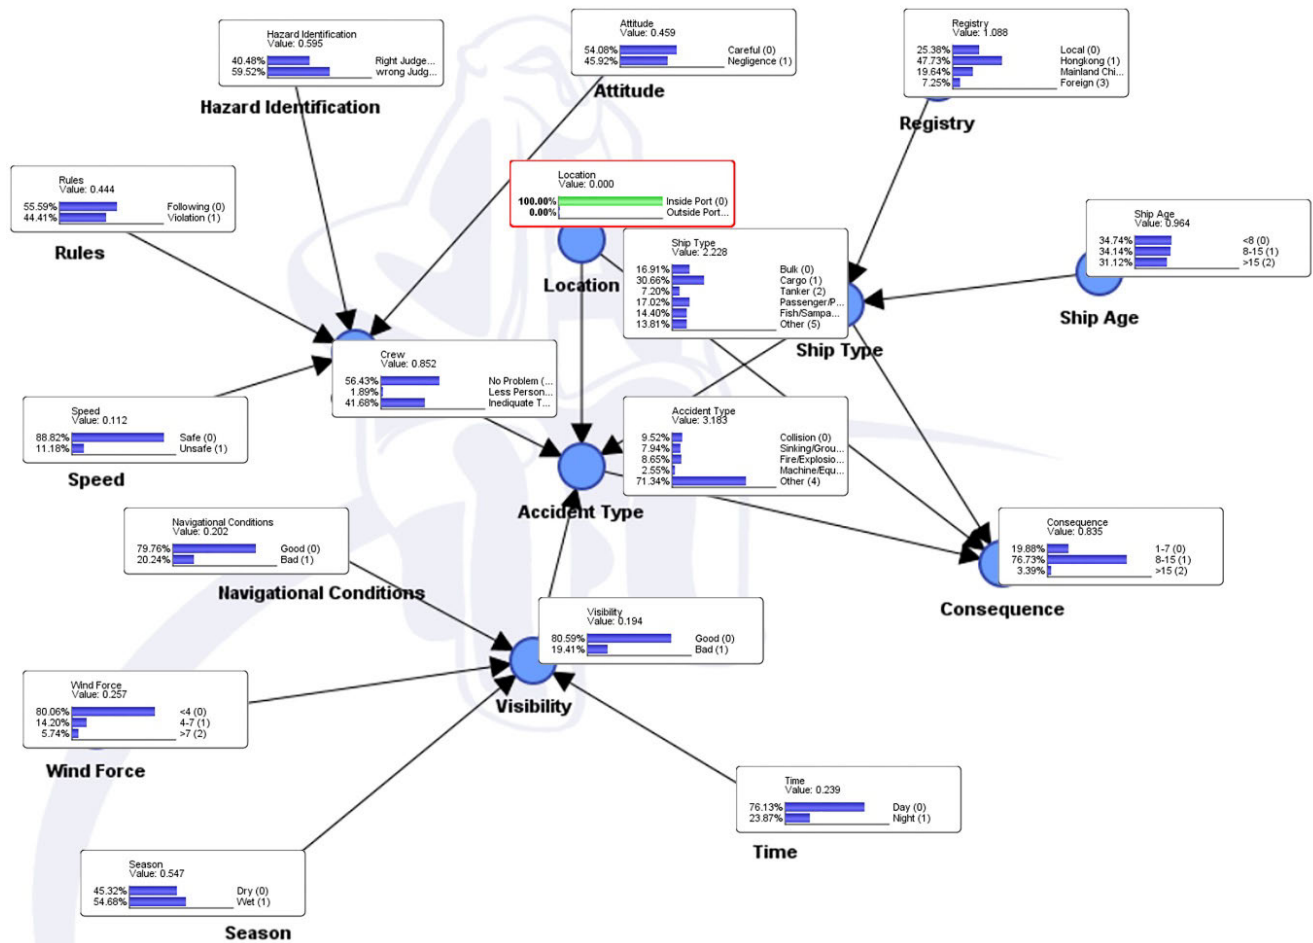 Hazard Identification
Value: 0.595
40.48% Right Judge...
59.52% wrong Judg...
Hazard Identification
Attitude
Value: 0.459
54.08% Careful (0)
45.92% Negligence (1)
Attitude
Registry
Value: 1.088
25.38% Local (0)
47.73% Hongkong (1)
19.64% Mainland Chi...
7.25% Foreign (3)
Registry
Rules
Value: 0.444
55.59% Following (0)
44.41% Violation (1)
Rules
Location
Value: 0.000
100.00% Inside Port (0)
0.00% Outside Port...
Location
Ship Type
Value: 2.228
16.91% Bulk (0)
30.66% Cargo (1)
7.20% Tanker (2)
17.02% Passenger/P...
14.40% Fish/Sampa...
13.81% Other (5)
Ship Type
Ship Age
Value: 0.964
34.74% <8 (0)
34.14% 8-15 (1)
31.12% >15 (2)
Ship Age
Crew
Value: 0.852
56.43% No Problem (...
1.89% Less Person...
41.68% Inediquate T...
Speed
Value: 0.112
88.82% Safe (0)
11.18% Unsafe (1)
Speed
Accident Type
Value: 3.183
9.52% Collision (0)
7.94% Sinking/Grou...
8.65% Fire/Explosio...
2.55% Machine/Equ...
71.34% Other (4)
Accident Type
Navigational Conditions
Value: 0.202
79.76% Good (0)
20.24% Bad (1)
Navigational Conditions
Consequence
Value: 0.835
19.88% 1-7 (0)
76.73% 8-15 (1)
3.39% >15 (2)
Consequence
Visibility
Value: 0.194
80.59% Good (0)
19.41% Bad (1)
Visibility
Wind Force
Value: 0.257
80.06% <4 (0)
14.20% 4-7 (1)
5.74% >7 (2)
Wind Force
Time
Value: 0.239
76.13% Day (0)
23.87% Night (1)
Time
Season
Value: 0.547
45.32% Dry (0)
54.68% Wet (1)
Season